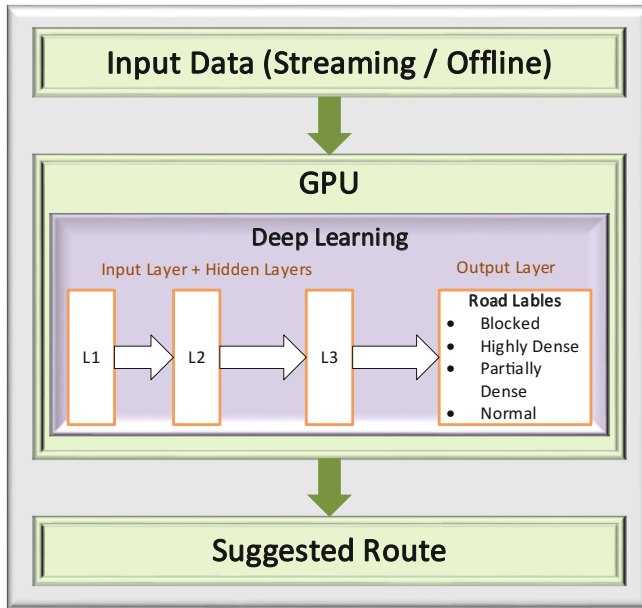 Input Data (Streaming / Offline)
GPU
Deep Learning
Input Layer + Hidden Layers
Output Layer
L1
L2
L3
Road Lables
• Blocked
• Highly Dense
• Partially
Dense
• Normal
Suggested Route